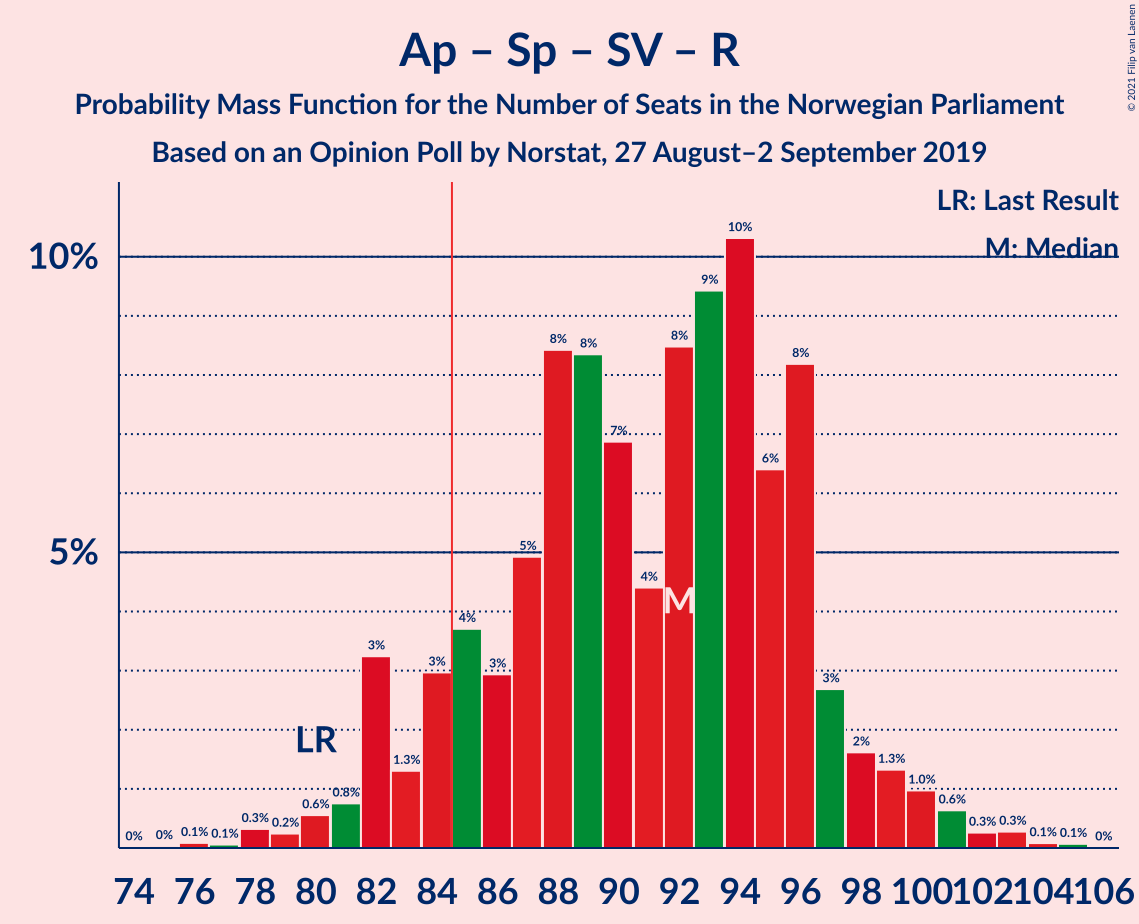 Ap – Sp – SV – R
Probability Mass Function for the Number of Seats in the Norwegian Parliament
Based on an Opinion Poll by Norstat, 27 August–2 September 2019
© 2021 Filip van Laenen
LR: Last Result
M: Median
10%
5%
LR
M
0% 0% 0.1% 0.1% 0.3% 0.2% 0.6% 0.8% 3% 1.3% 3% 4% 3% 5% 8% 8% 7% 4% 8% 9% 10% 6% 8% 3% 2% 1.3% 1.0% 0.6% 0.3% 0.3% 0.1% 0.1% 0%
74 76 78 80 82 84 86 88 90 92 94 96 98 100 102 104 106